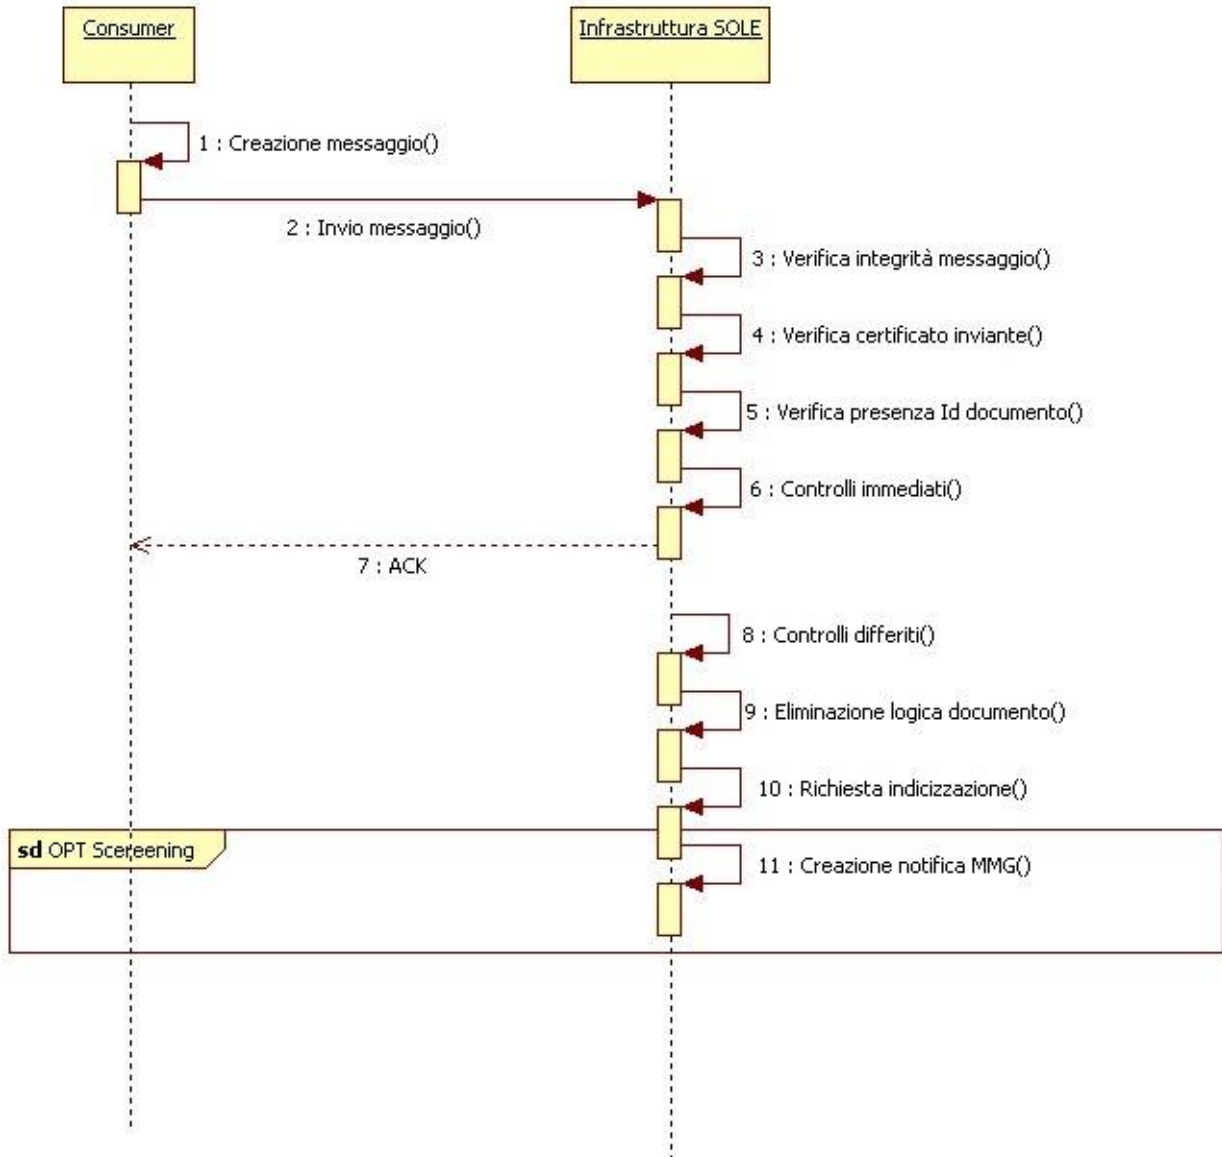 Consumer
Infrastruttura SOLE
1 : Creazione messaggio()
2 : Invio messaggio()
3 : Verifica integrità messaggio()
4 : Verifica certificato inviante()
5 : Verifica presenza Id documento()
6 : Controlli immediati()
7 : ACK
8 : Controlli differiti()
9 : Eliminazione logica documento()
10 : Richiesta indicizzazione()
sd OPT Scereening
11 : Creazione notifica MMG()